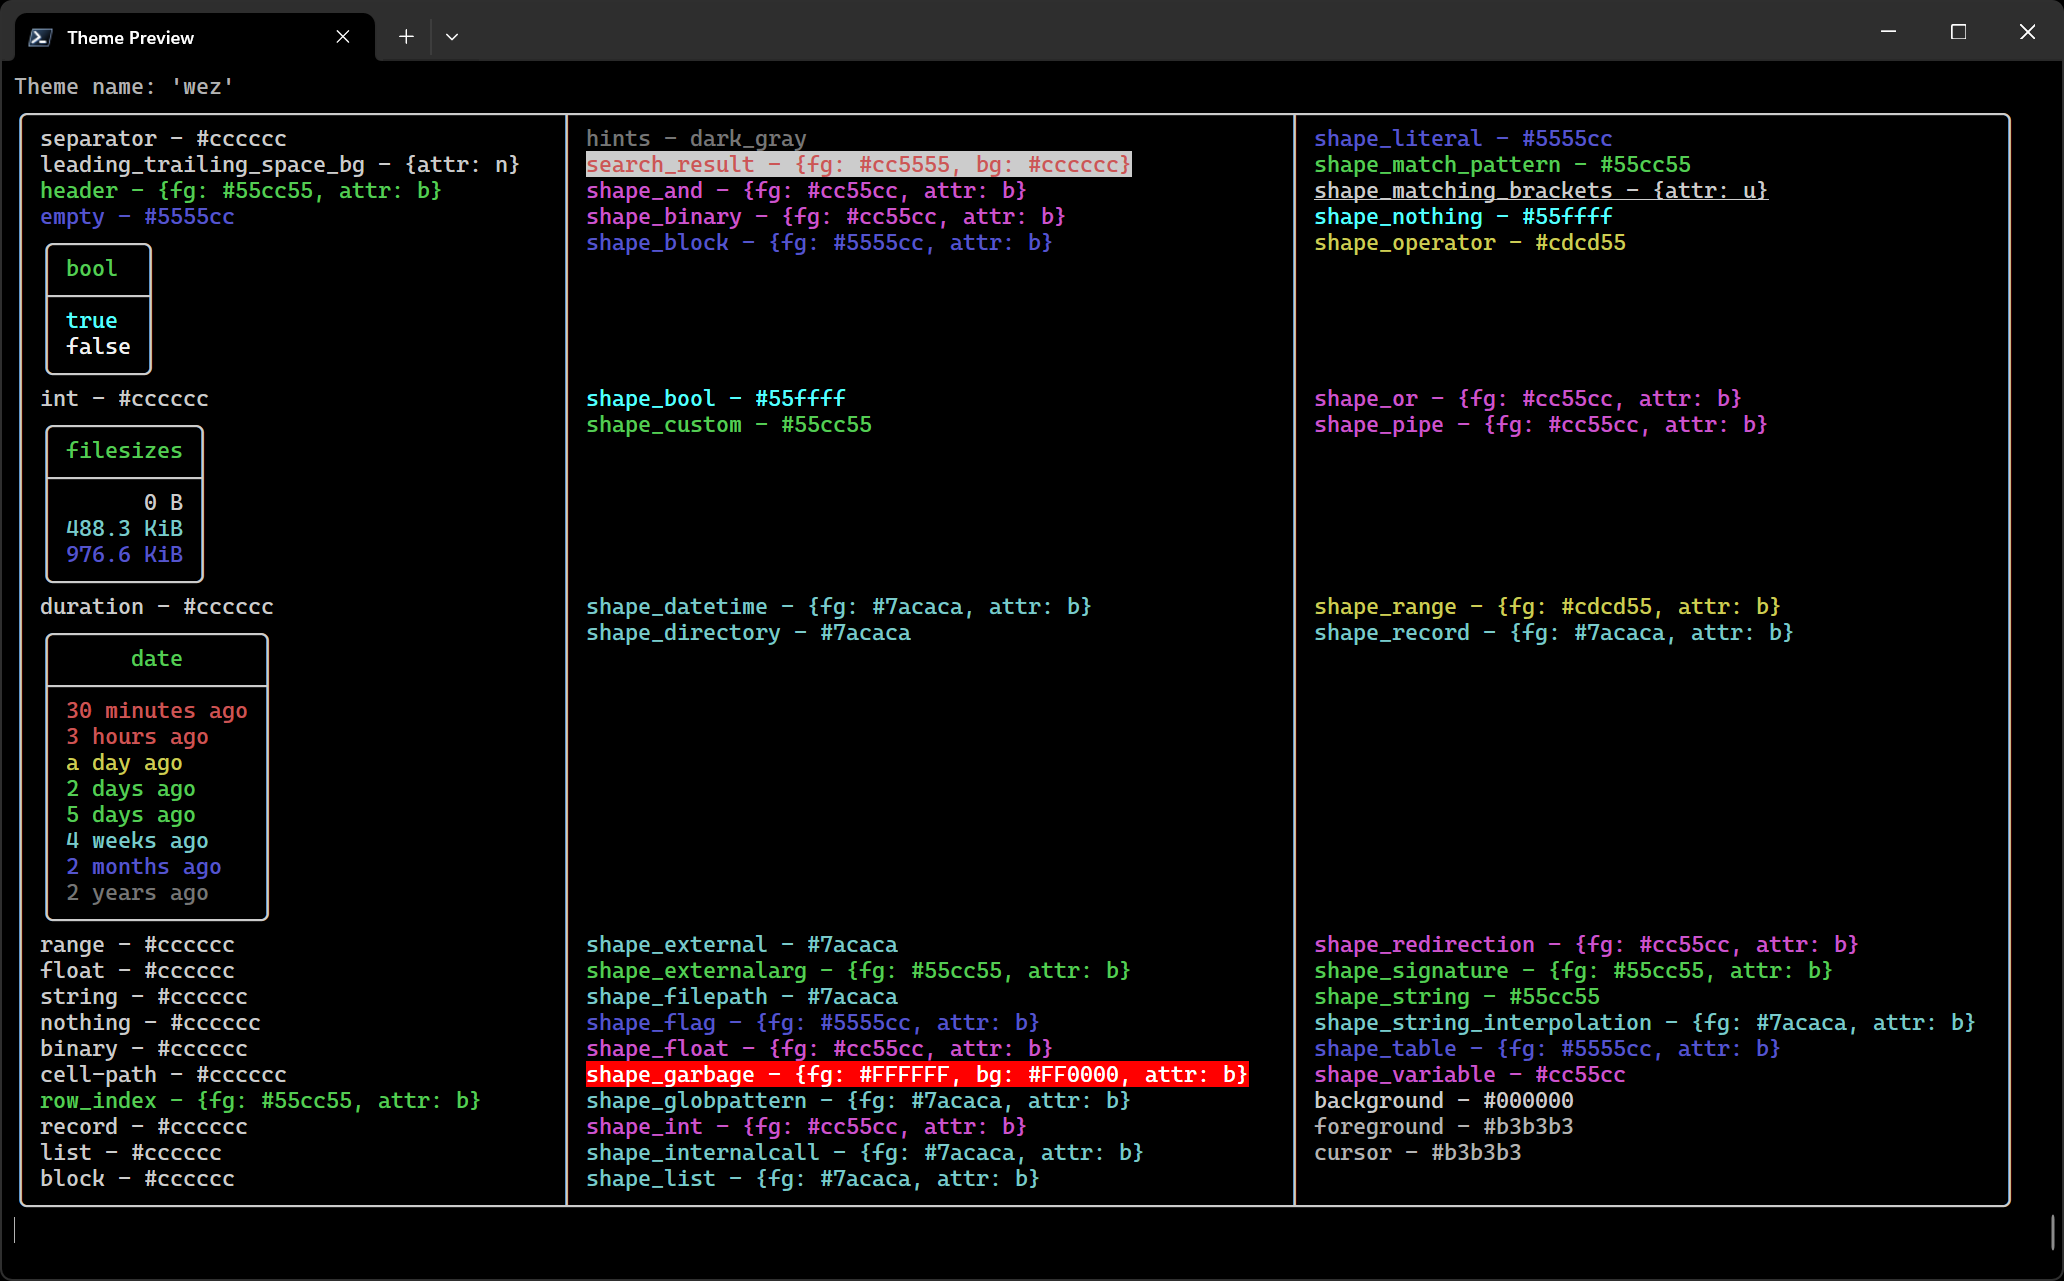 Theme Preview
Theme name: 'wez'
separator - #cccccc
leading_trailing_space_bg - {attr: n}
header - {fg: #55cc55, attr: b}
empty - #5555cc
bool
true
false
int - #cccccc
filesizes
0 B
488.3 KiB
976.6 KiB
duration - #cccccc
date
30 minutes ago
3 hours ago
a day ago
2 days ago
5 days ago
4 weeks ago
2 months ago
2 years ago
range - #cccccc
float - #cccccc
string - #cccccc
nothing - #cccccc
binary - #cccccc
cell-path - #cccccc
row_index - {fg: #55cc55, attr: b}
record - #cccccc
list - #cccccc
block - #cccccc
hints - dark_gray
search_result - {fg: #cc5555, bg: #cccccc}
shape_and - {fg: #cc55cc, attr: b}
shape_binary - {fg: #cc55cc, attr: b}
shape_block - {fg: #5555cc, attr: b}
shape_bool - #55ffff
shape_custom - #55cc55
shape_datetime - {fg: #7acaca, attr: b}
shape_directory - #7acaca
shape_external - #7acaca
shape_externalarg - {fg: #55cc55, attr: b}
shape_filepath - #7acaca
shape_flag - {fg: #5555cc, attr: b}
shape_float - {fg: #cc55cc, attr: b}
shape_garbage - {fg: #FFFFFF, bg: #FF0000, attr: b}
shape_globpattern - {fg: #7acaca, attr: b}
shape_int - {fg: #cc55cc, attr: b}
shape_internalcall - {fg: #7acaca, attr: b}
shape_list - {fg: #7acaca, attr: b}
shape_literal - #5555cc
shape_match_pattern - #55cc55
shape_matching_brackets - {attr: u}
shape_nothing - #55ffff
shape_operator - #cdcd55
shape_or - {fg: #cc55cc, attr: b}
shape_pipe - {fg: #cc55cc, attr: b}
shape_range - {fg: #cdcd55, attr: b}
shape_record - {fg: #7acaca, attr: b}
shape_redirection - {fg: #cc55cc, attr: b}
shape_signature - {fg: #55cc55, attr: b}
shape_string - #55cc55
shape_string_interpolation - {fg: #7acaca, attr: b}
shape_table - {fg: #5555cc, attr: b}
shape_variable - #cc55cc
background - #000000
foreground - #b3b3b3
cursor - #b3b3b3